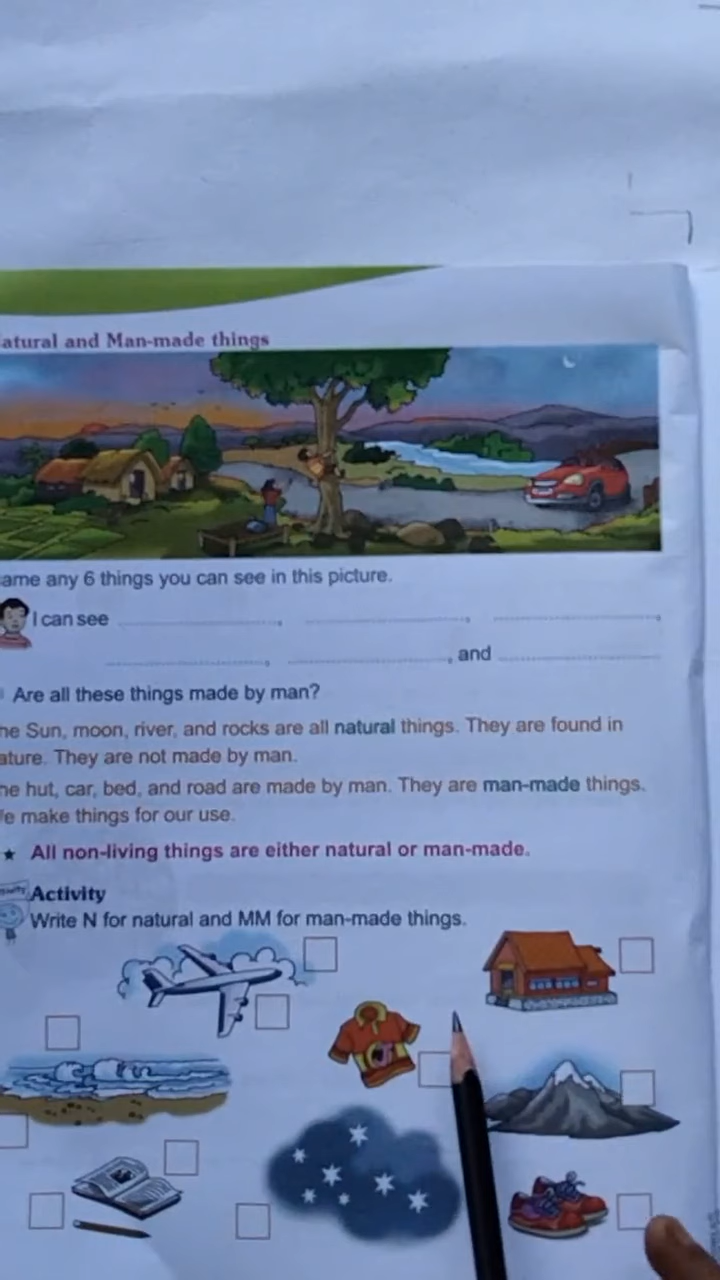 atural and Man-made things
ame any 6 things you can see in this picture.
I can see ........................, ........................, ........................,
........................, ........................, and ........................
Are all these things made by man?
he Sun, moon, river, and rocks are all natural things. They are found in
ature. They are not made by man.
he hut, car, bed, and road are made by man. They are man-made things.
e make things for our use.
★ All non-living things are either natural or man-made.
Activity
Write N for natural and MM for man-made things.